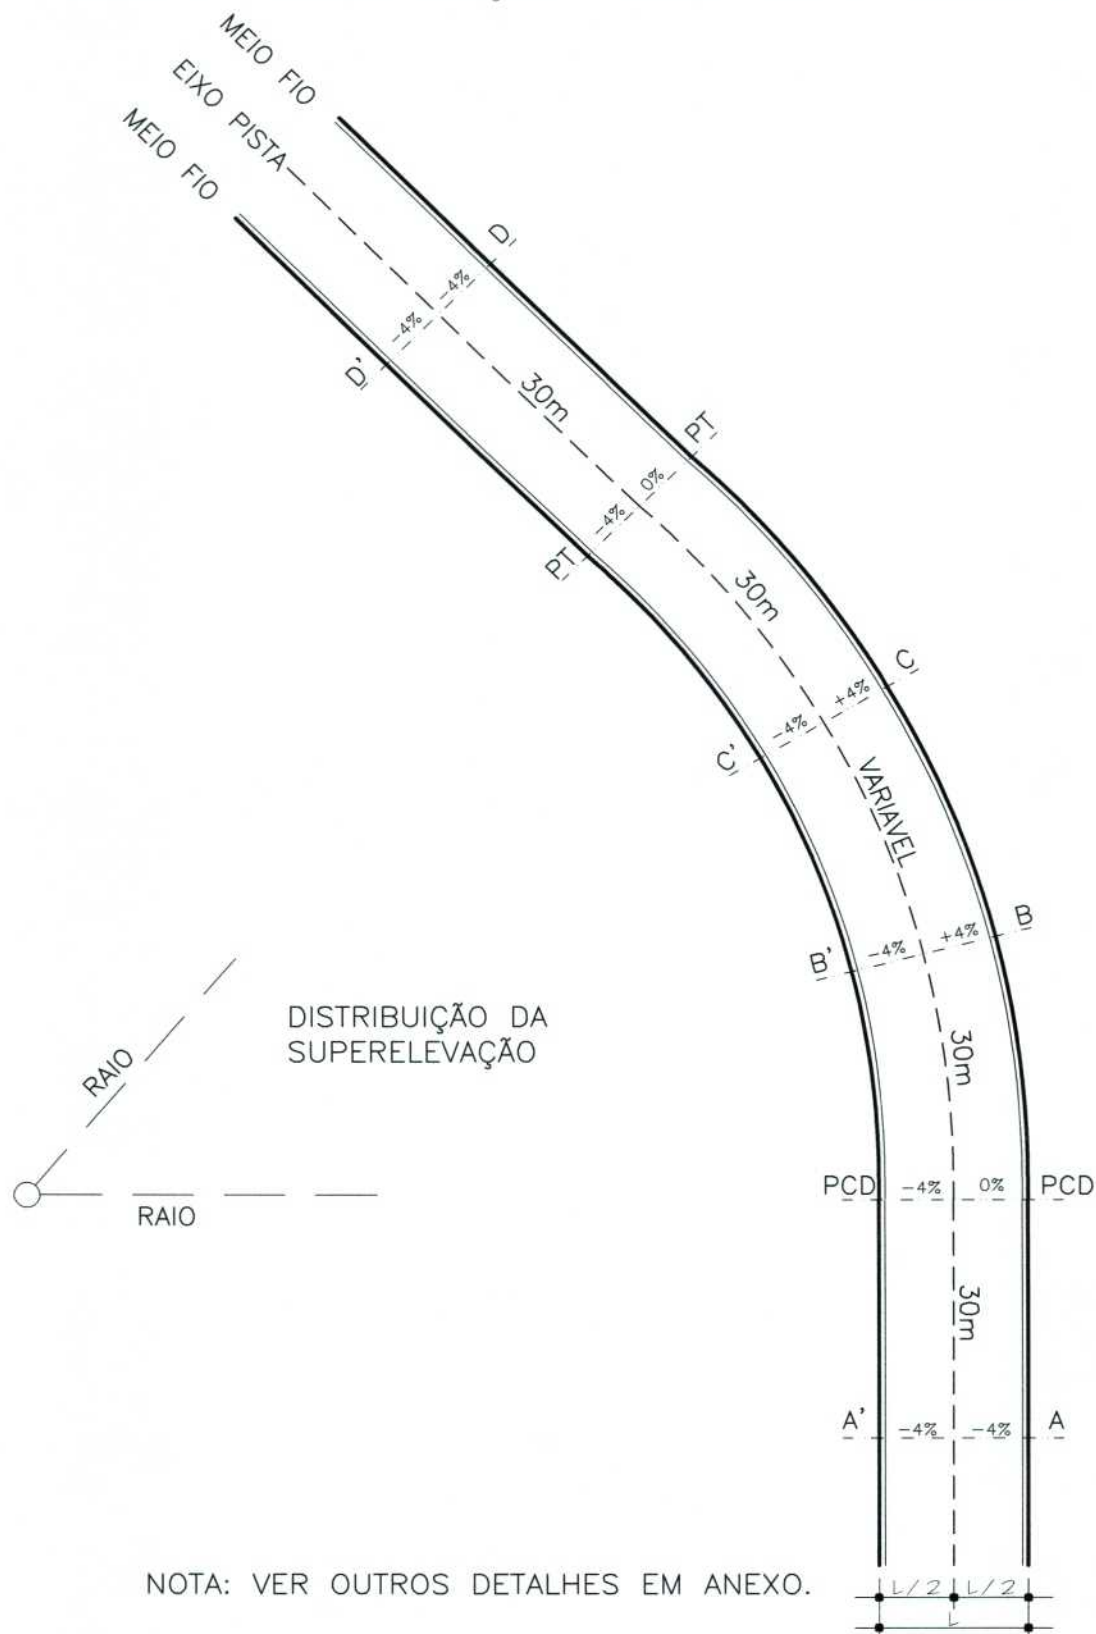 MEIO FIO
EIXO PISTA
MEIO FIO
D
-4%
-4%
D'
30m
PT
0%
-4%
PT
30m
C
+4%
-4%
C'
VARIAVEL
B
+4%
-4%
B'
DISTRIBUIÇÃO DA
SUPERELEVAÇÃO
30m
RAIO
PCD -4% 0% PCD
RAIO
30m
A' -4% -4% A
NOTA: VER OUTROS DETALHES EM ANEXO.
L/2 L/2
L